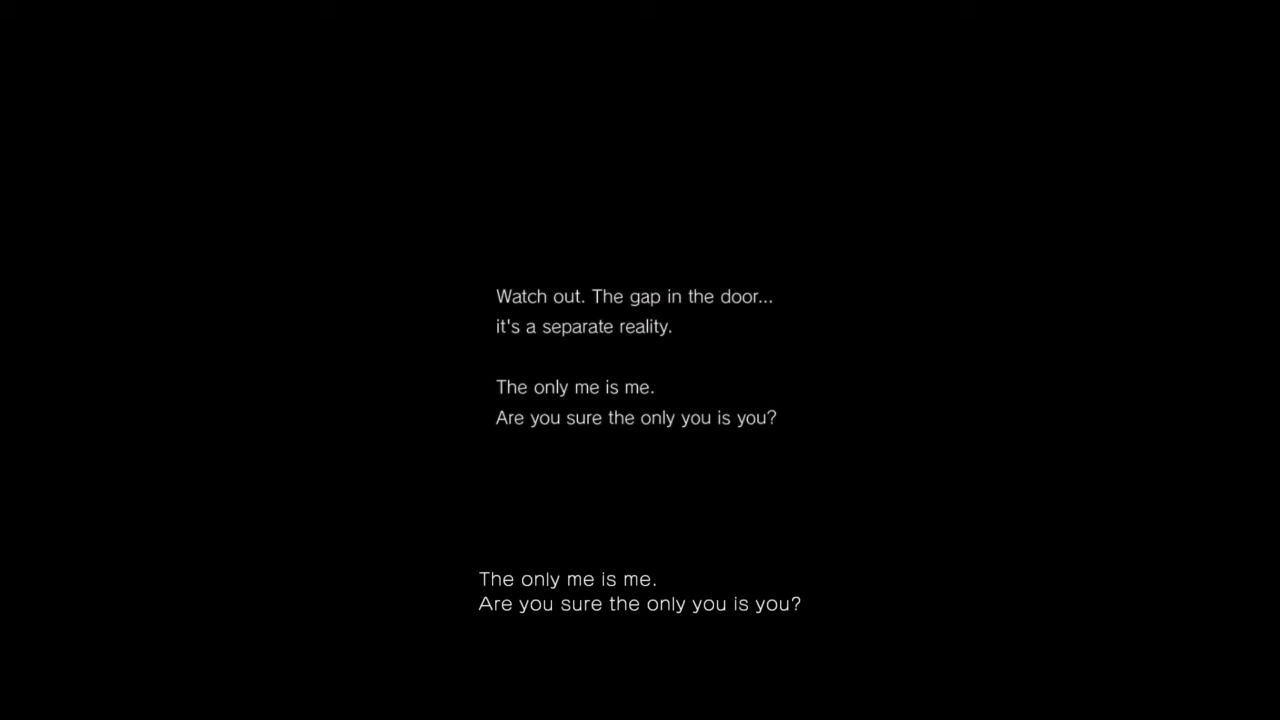 Watch out. The gap in the door...
it's a separate reality.
The only me is me.
Are you sure the only you is you?
The only me is me.
Are you sure the only you is you?